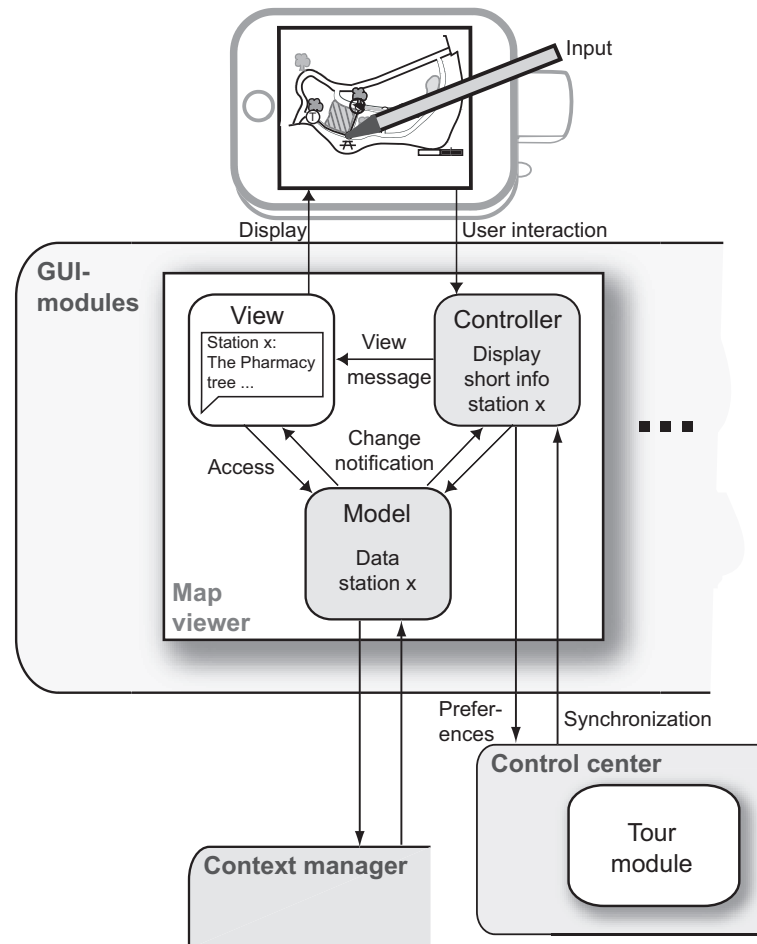 Input
Display
User interaction
GUI-
modules
View
Station x:
The Pharmacy
tree ...
View
message
Controller
Display
short info
station x
Access
Change
notification
Model
Data
station x
Map
viewer
Prefer-
ences
Synchronization
Control center
Tour
module
Context manager